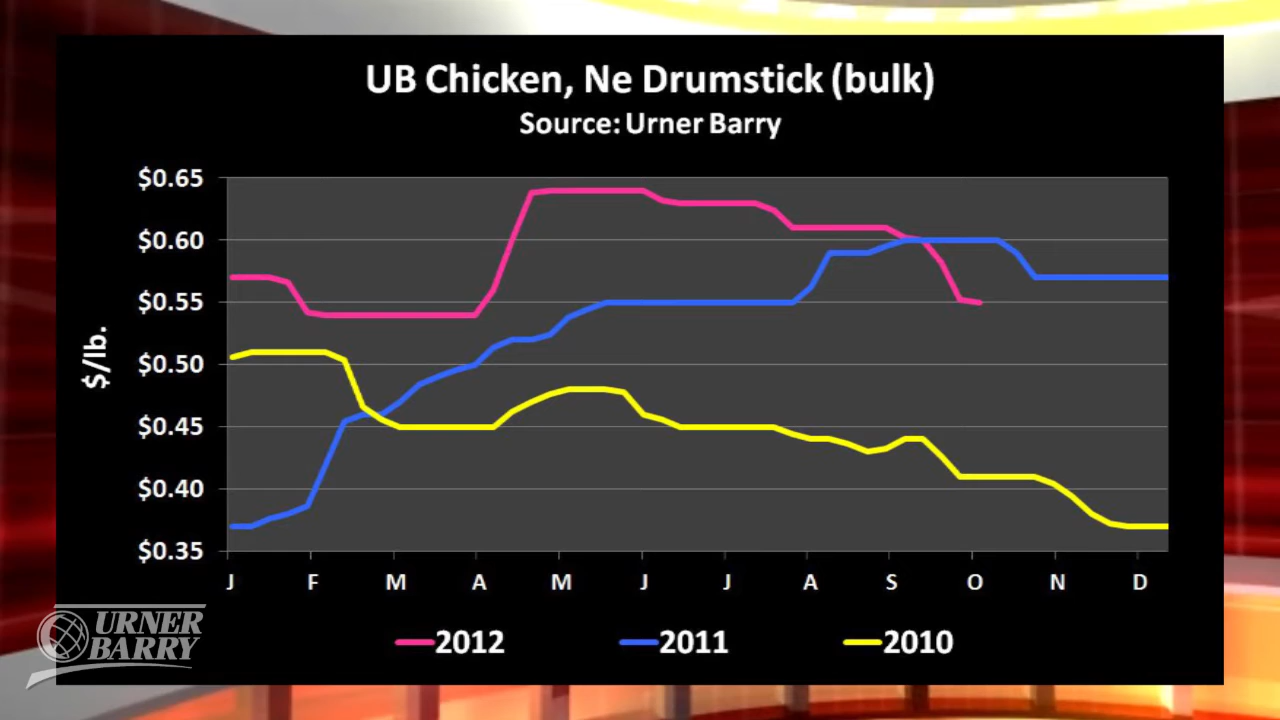 UB Chicken, Ne Drumstick (bulk)
Source: Urner Barry
$/lb.
$0.65
$0.60
$0.55
$0.50
$0.45
$0.40
$0.35
J F M A M J J A S O N D
2012 2011 2010
URNER
BARRY